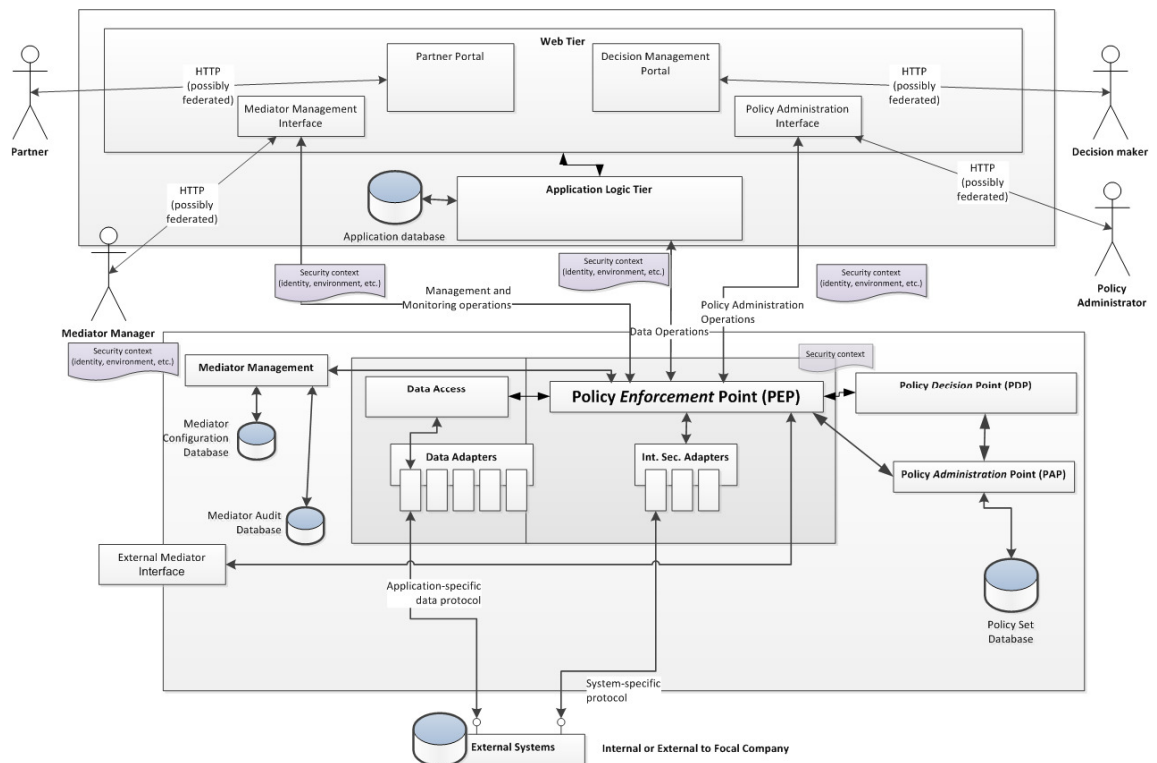 Web Tier
Partner Portal
Decision Management
Portal
HTTP
(possibly
federated)
HTTP
(possibly
federated)
Mediator Management
Interface
Policy Administration
Interface
Partner
Decision maker
HTTP
(possibly
federated)
HTTP
(possibly
federated)
Application Logic Tier
Application database
Security context
(identity, environment, etc.)
Security context
(identity, environment, etc.)
Security context
(identity, environment, etc.)
Policy
Administrator
Management and
Monitoring operations
Policy Administration
Operations
Data Operations
Mediator Manager
Security context
(identity, environment, etc.)
Security context
Mediator Management
Data Access
Policy Enforcement Point (PEP)
Policy Decision Point (PDP)
Mediator
Configuration
Database
Data Adapters
Int. Sec. Adapters
Policy Administration Point (PAP)
Mediator Audit
Database
External Mediator
Interface
Application-specific
data protocol
Policy Set
Database
System-specific
protocol
External Systems
Internal or External to Focal Company